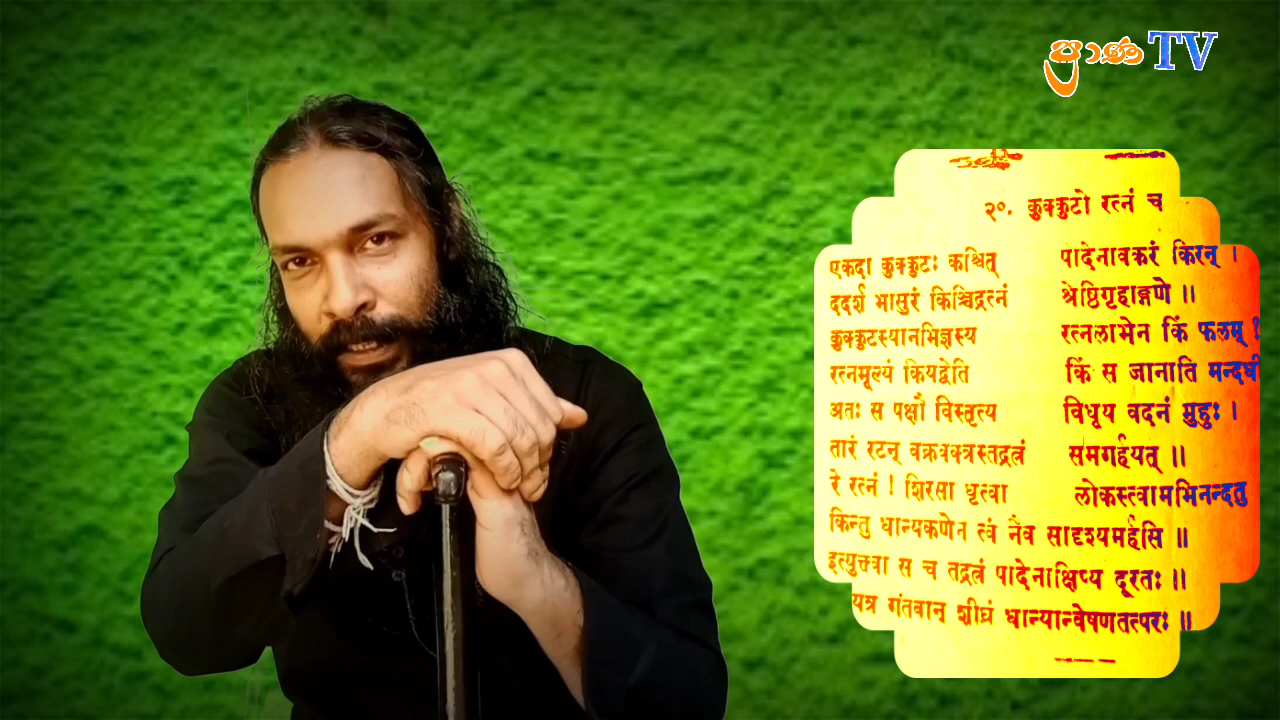 ප්‍රාණ TV
२०. कुक्कुटो रत्नं च
एकदा कुक्कुटः कश्चित् पादेनावकरं किरन् ।
ददर्श भासुरं किञ्चिद्रत्नं श्रेष्ठिगृहाङ्गणे ॥
कुक्कुटस्यानभिज्ञस्य रत्नलाभेन किं फलम् ?
रत्नमूल्यं कियद्वेति किं स जानाति मन्दधी
अतः स पक्षौ विस्तृत्य विधूय वदनं मुहुः ।
तारं रटन् वक्रवक्त्रस्तद्रत्नं समगर्हयत् ॥
रे रत्नं ! शिरसा धृत्वा लोकस्त्वामभिनन्दतु
किन्तु धान्यकणेन त्वं नैव सादृश्यमर्हसि ॥
इत्युक्त्वा स च तद्रत्नं पादेनाक्षिप्य दूरतः ॥
यत्र गंतवान् शीघ्रं धान्यान्वेषणतत्परः ॥